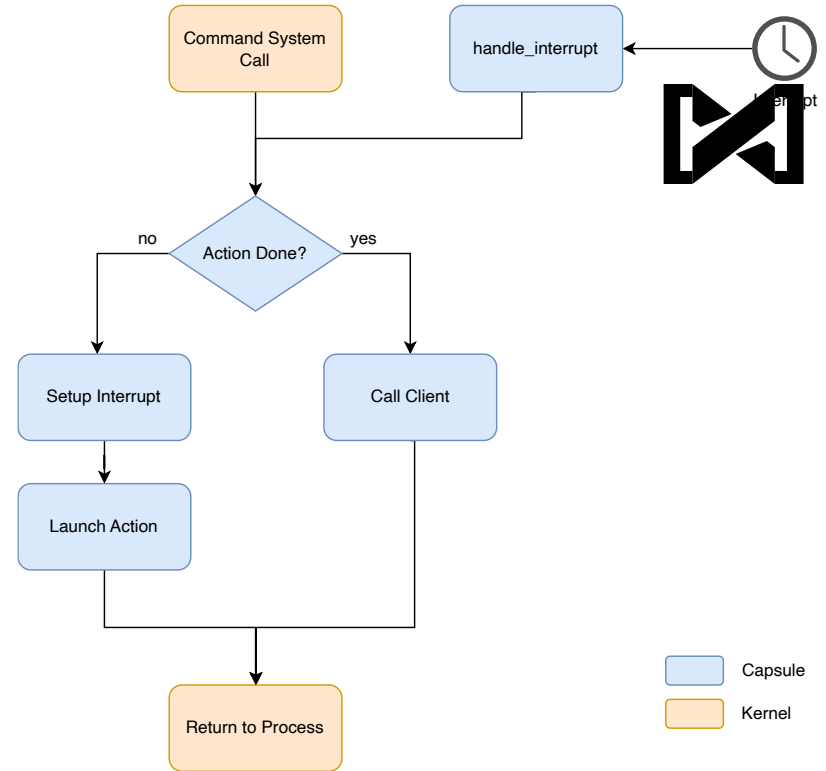 Command System
Call
handle_interrupt
no
Action Done?
yes
Setup Interrupt
Call Client
Launch Action
Return to Process
Capsule
Kernel